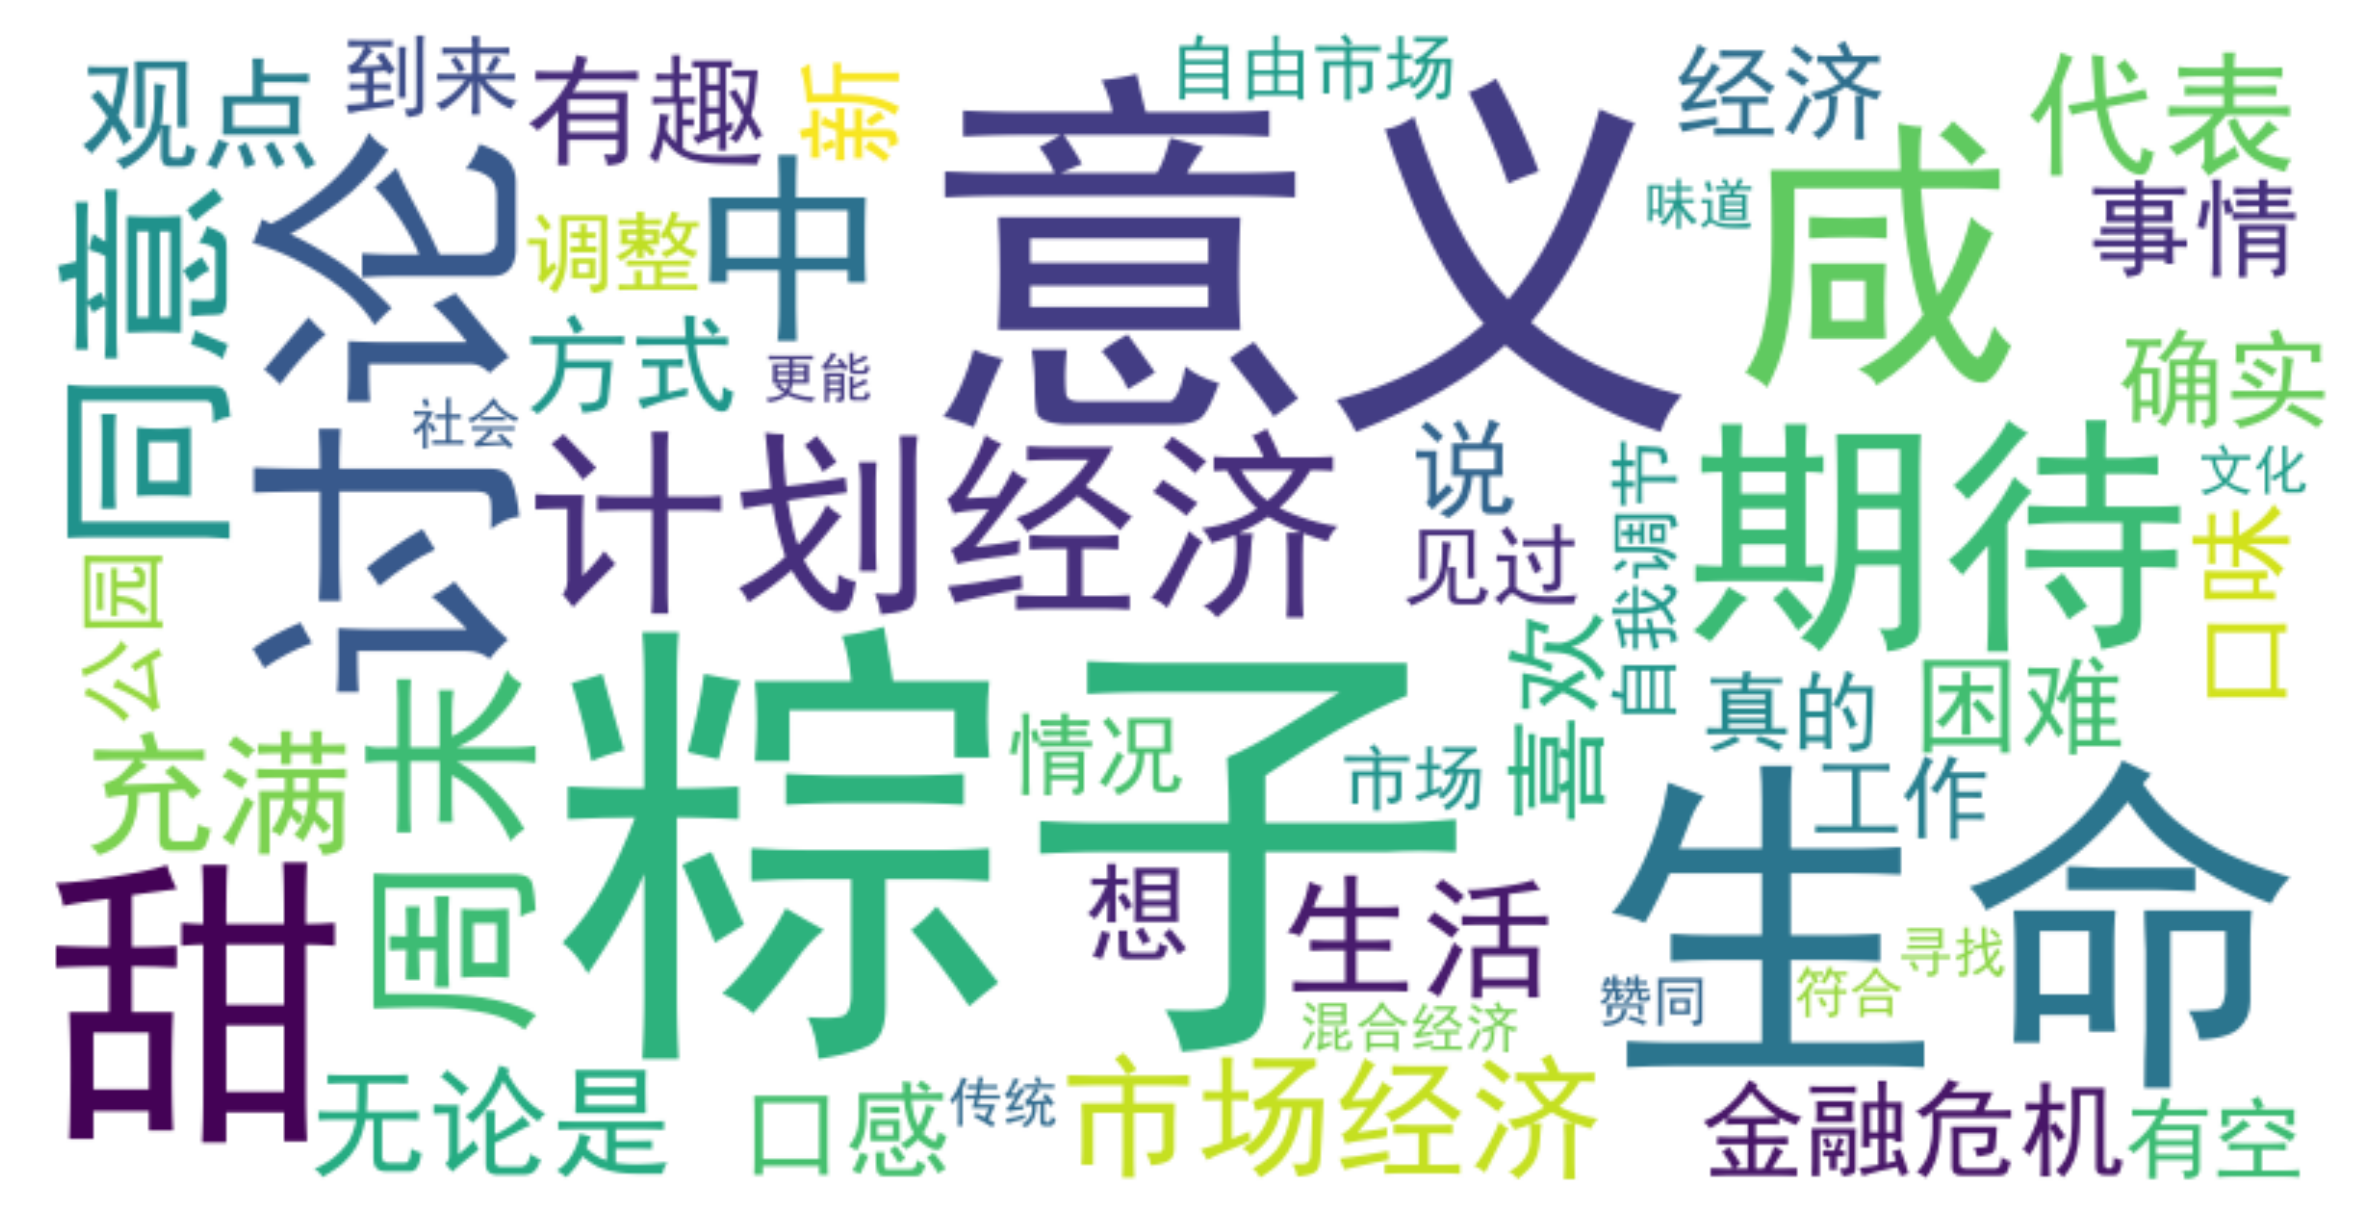 观点
到来
有趣
新
自由市场
经济
代表
意义
咸
味道
事情
同意
讨论
调整
中
方式
更能
社会
确实
计划经济
说
见过
自我调节
期待
文化
口味
公园
周末
粽子
情况
市场
喜欢
真的
困难
工作
充满
甜
想
生活
生命
寻找
符合
赞同
混合经济
无论是
口感
传统
市场经济
金融危机
有空